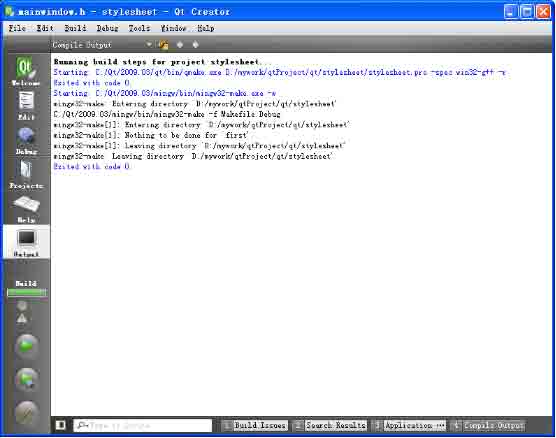 mainwindow.h - stylesheet - Qt Creator
File Edit Build Debug Tools Window Help
Compile Output
Welcome
Edit
Debug
Projects
Help
Output
Build
Running build steps for project stylesheet...
Starting: C:/Qt/2009.03/qt/bin/qmake.exe D:/mywork/qtProject/qt/stylesheet/stylesheet.pro -spec win32-g++ -r
Exited with code 0.
Starting: C:/Qt/2009.03/mingw/bin/mingw32-make.exe -w
mingw32-make: Entering directory `D:/mywork/qtProject/qt/stylesheet'
C:/Qt/2009.03/mingw/bin/mingw32-make -f Makefile.Debug
mingw32-make[1]: Entering directory `D:/mywork/qtProject/qt/stylesheet'
mingw32-make[1]: Nothing to be done for `first'.
mingw32-make[1]: Leaving directory `D:/mywork/qtProject/qt/stylesheet'
mingw32-make: Leaving directory `D:/mywork/qtProject/qt/stylesheet'
Exited with code 0.
Type to locate
1 Build Issues 2 Search Results 3 Application ... 4 Compile Output